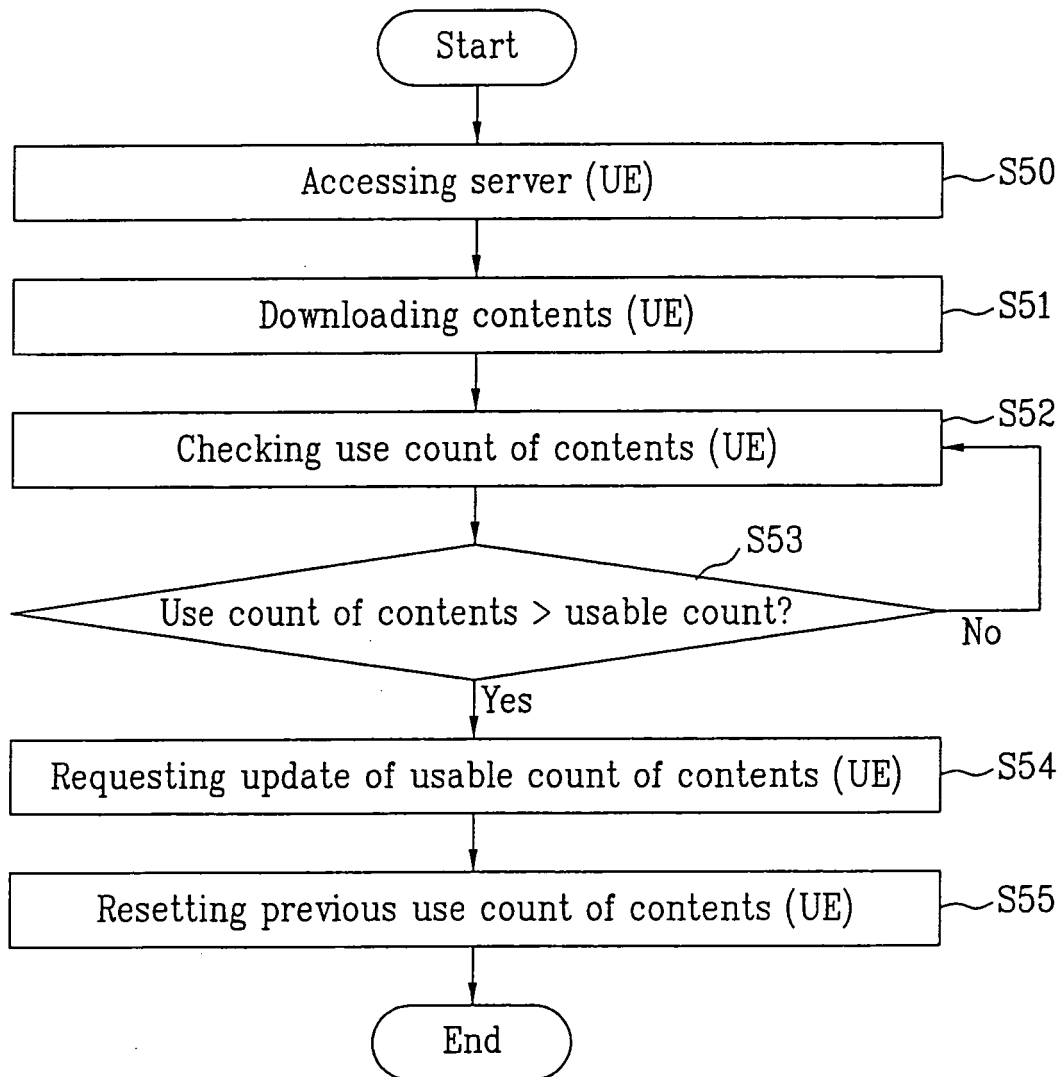 Start
Accessing server (UE)
S50
Downloading contents (UE)
S51
Checking use count of contents (UE)
S52
S53
Use count of contents > usable count?
No
Yes
Requesting update of usable count of contents (UE)
S54
Resetting previous use count of contents (UE)
S55
End